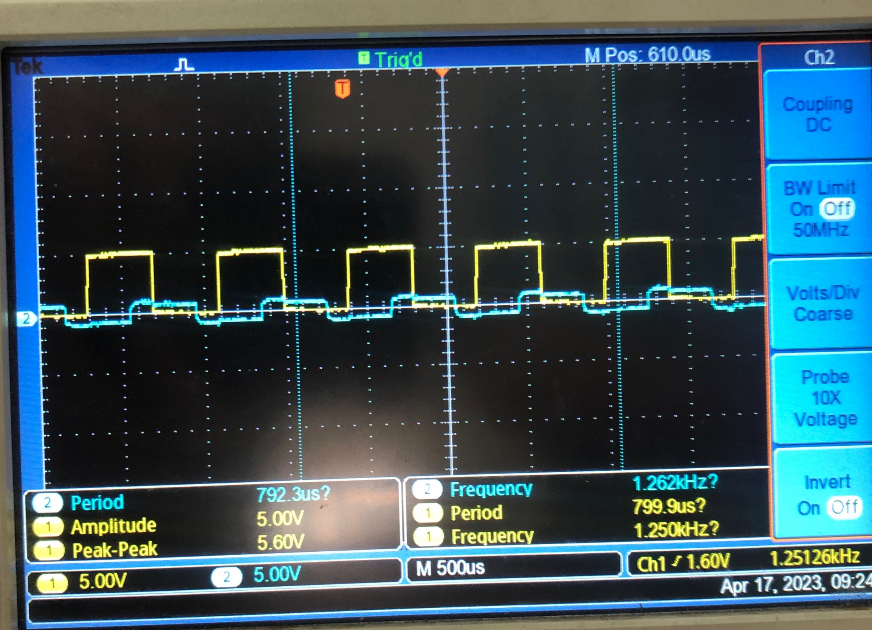 Tek T Trig'd M Pos: 610.0us Ch2
T
Coupling
DC
BW Limit
On Off
50MHz
2
Volts/Div
Coarse
Probe
10X
Voltage
Invert
On Off
2 Period 792.3us?
1 Amplitude 5.00V
1 Peak-Peak 5.60V
2 Frequency 1.262kHz?
1 Period 799.9us?
1 Frequency 1.250kHz?
1 5.00V 2 5.00V M 500us Ch1 1.60V 1.25126kHz
Apr 17, 2023, 09:24